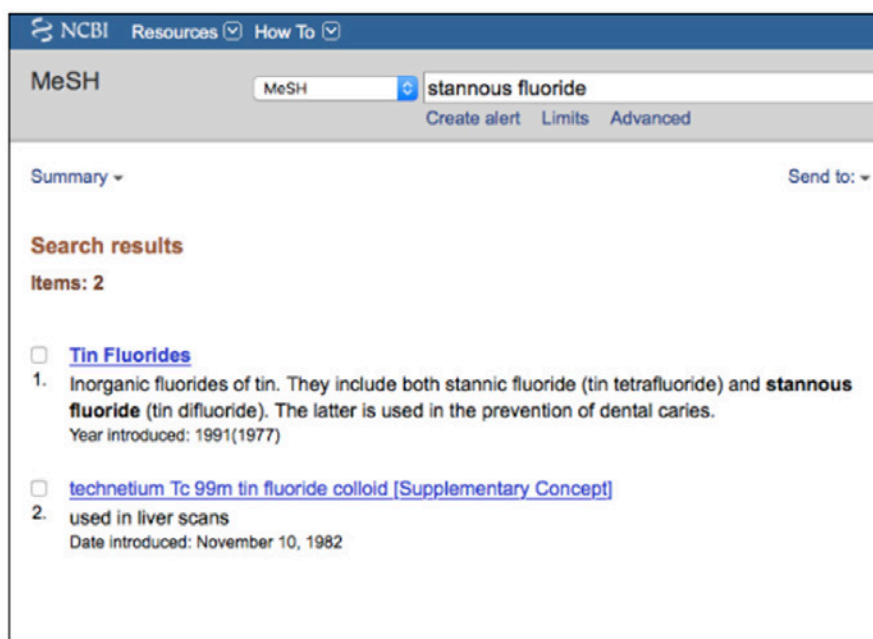 NCBI Resources How To
MeSH MeSH stannous fluoride
Create alert Limits Advanced
Summary Send to:
Search results
Items: 2
Tin Fluorides
1. Inorganic fluorides of tin. They include both stannic fluoride (tin tetrafluoride) and stannous
fluoride (tin difluoride). The latter is used in the prevention of dental caries.
Year introduced: 1991(1977)
technetium Tc 99m tin fluoride colloid [Supplementary Concept]
2. used in liver scans
Date introduced: November 10, 1982